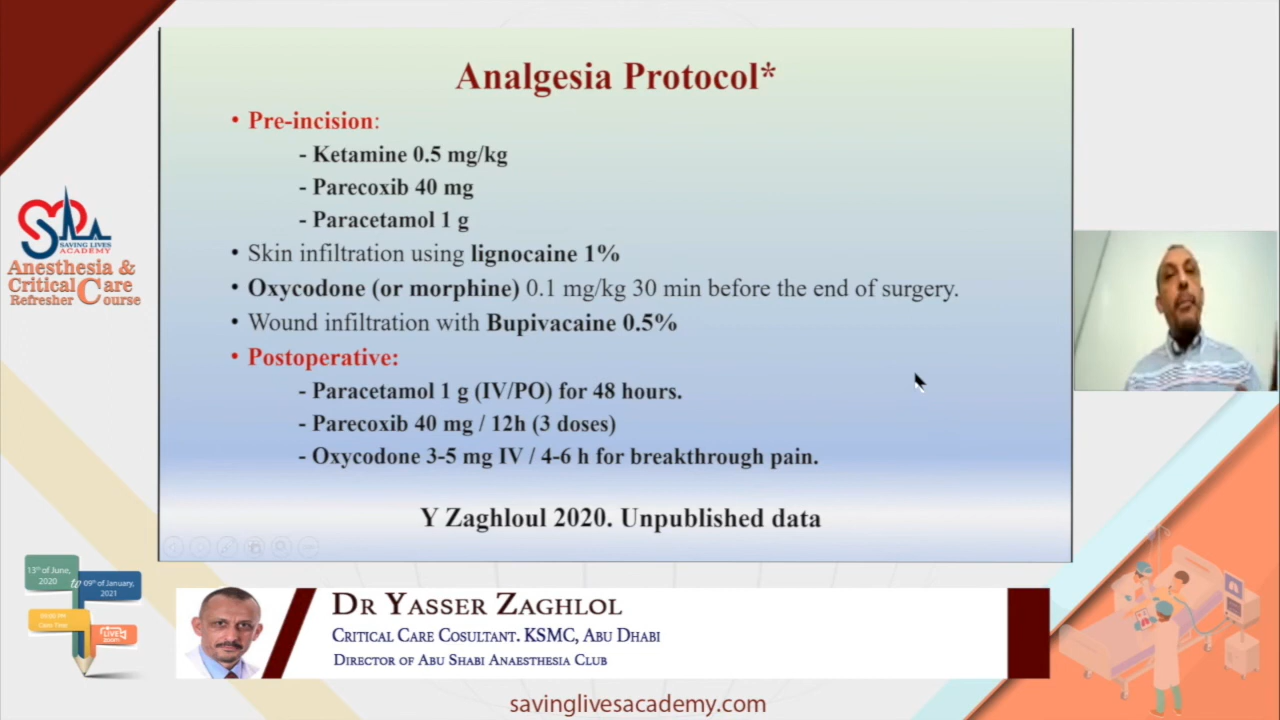 Analgesia Protocol*
• Pre-incision:
- Ketamine 0.5 mg/kg
- Parecoxib 40 mg
- Paracetamol 1 g
• Skin infiltration using lignocaine 1%
• Oxycodone (or morphine) 0.1 mg/kg 30 min before the end of surgery.
• Wound infiltration with Bupivacaine 0.5%
• Postoperative:
- Paracetamol 1 g (IV/PO) for 48 hours.
- Parecoxib 40 mg / 12h (3 doses)
- Oxycodone 3-5 mg IV / 4-6 h for breakthrough pain.
Y Zaghloul 2020. Unpublished data
SAVING LIVES
ACADEMY
Anesthesia &
Critical Care
Refresher Course
13th of June,
2020
to
09th of January,
2021
LIVE
DR YASSER ZAGHLOL
CRITICAL CARE COSULTANT. KSMC, ABU DHABI
DIRECTOR OF ABU SHABI ANAESTHESIA CLUB
savinglivesacademy.com